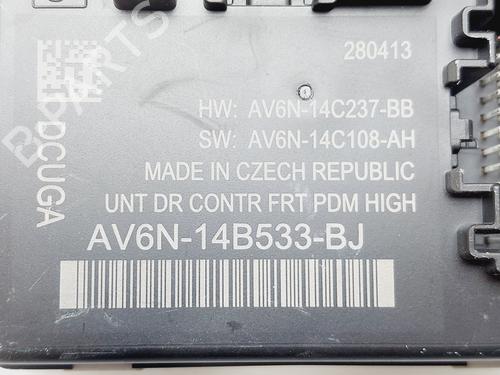 280413
HW: AV6N-14C237-BB
SW: AV6N-14C108-AH
MADE IN CZECH REPUBLIC
UNT DR CONTR FRT PDM HIGH
AV6N-14B533-BJ
DCUGA